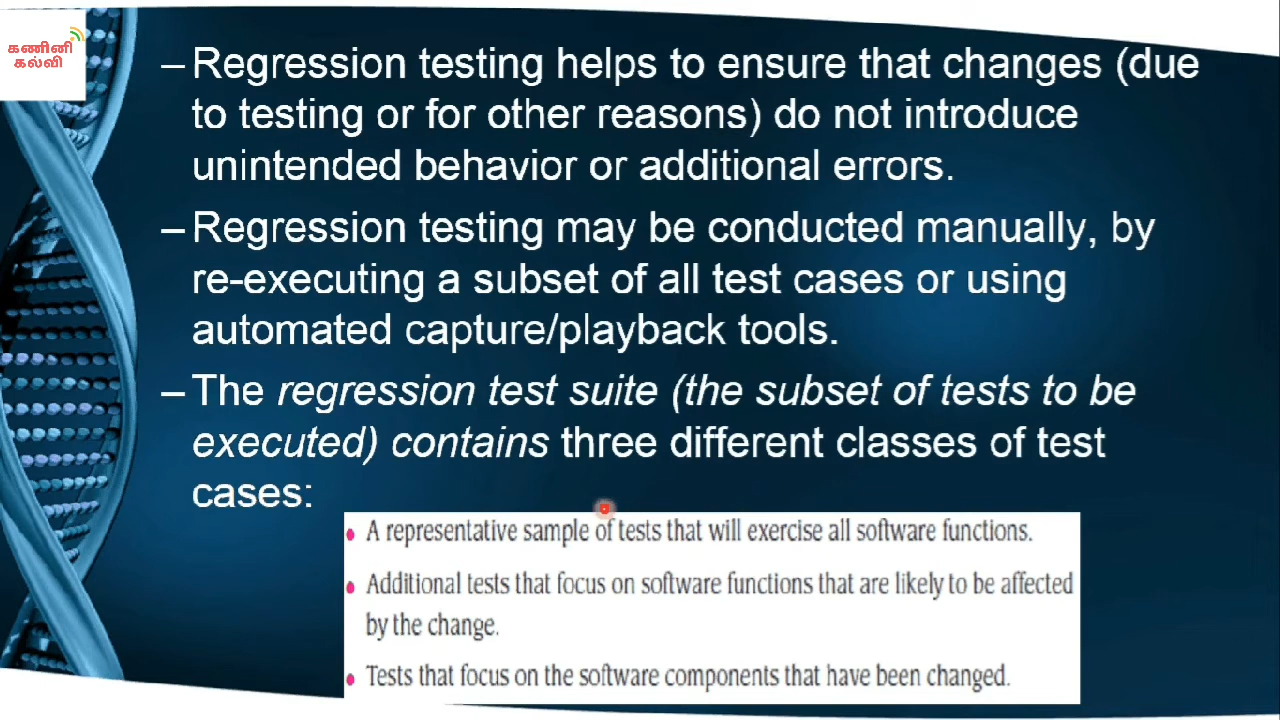 கணினி
கல்வி
– Regression testing helps to ensure that changes (due
to testing or for other reasons) do not introduce
unintended behavior or additional errors.
– Regression testing may be conducted manually, by
re-executing a subset of all test cases or using
automated capture/playback tools.
– The regression test suite (the subset of tests to be
executed) contains three different classes of test
cases:
• A representative sample of tests that will exercise all software functions.
• Additional tests that focus on software functions that are likely to be affected
by the change.
• Tests that focus on the software components that have been changed.